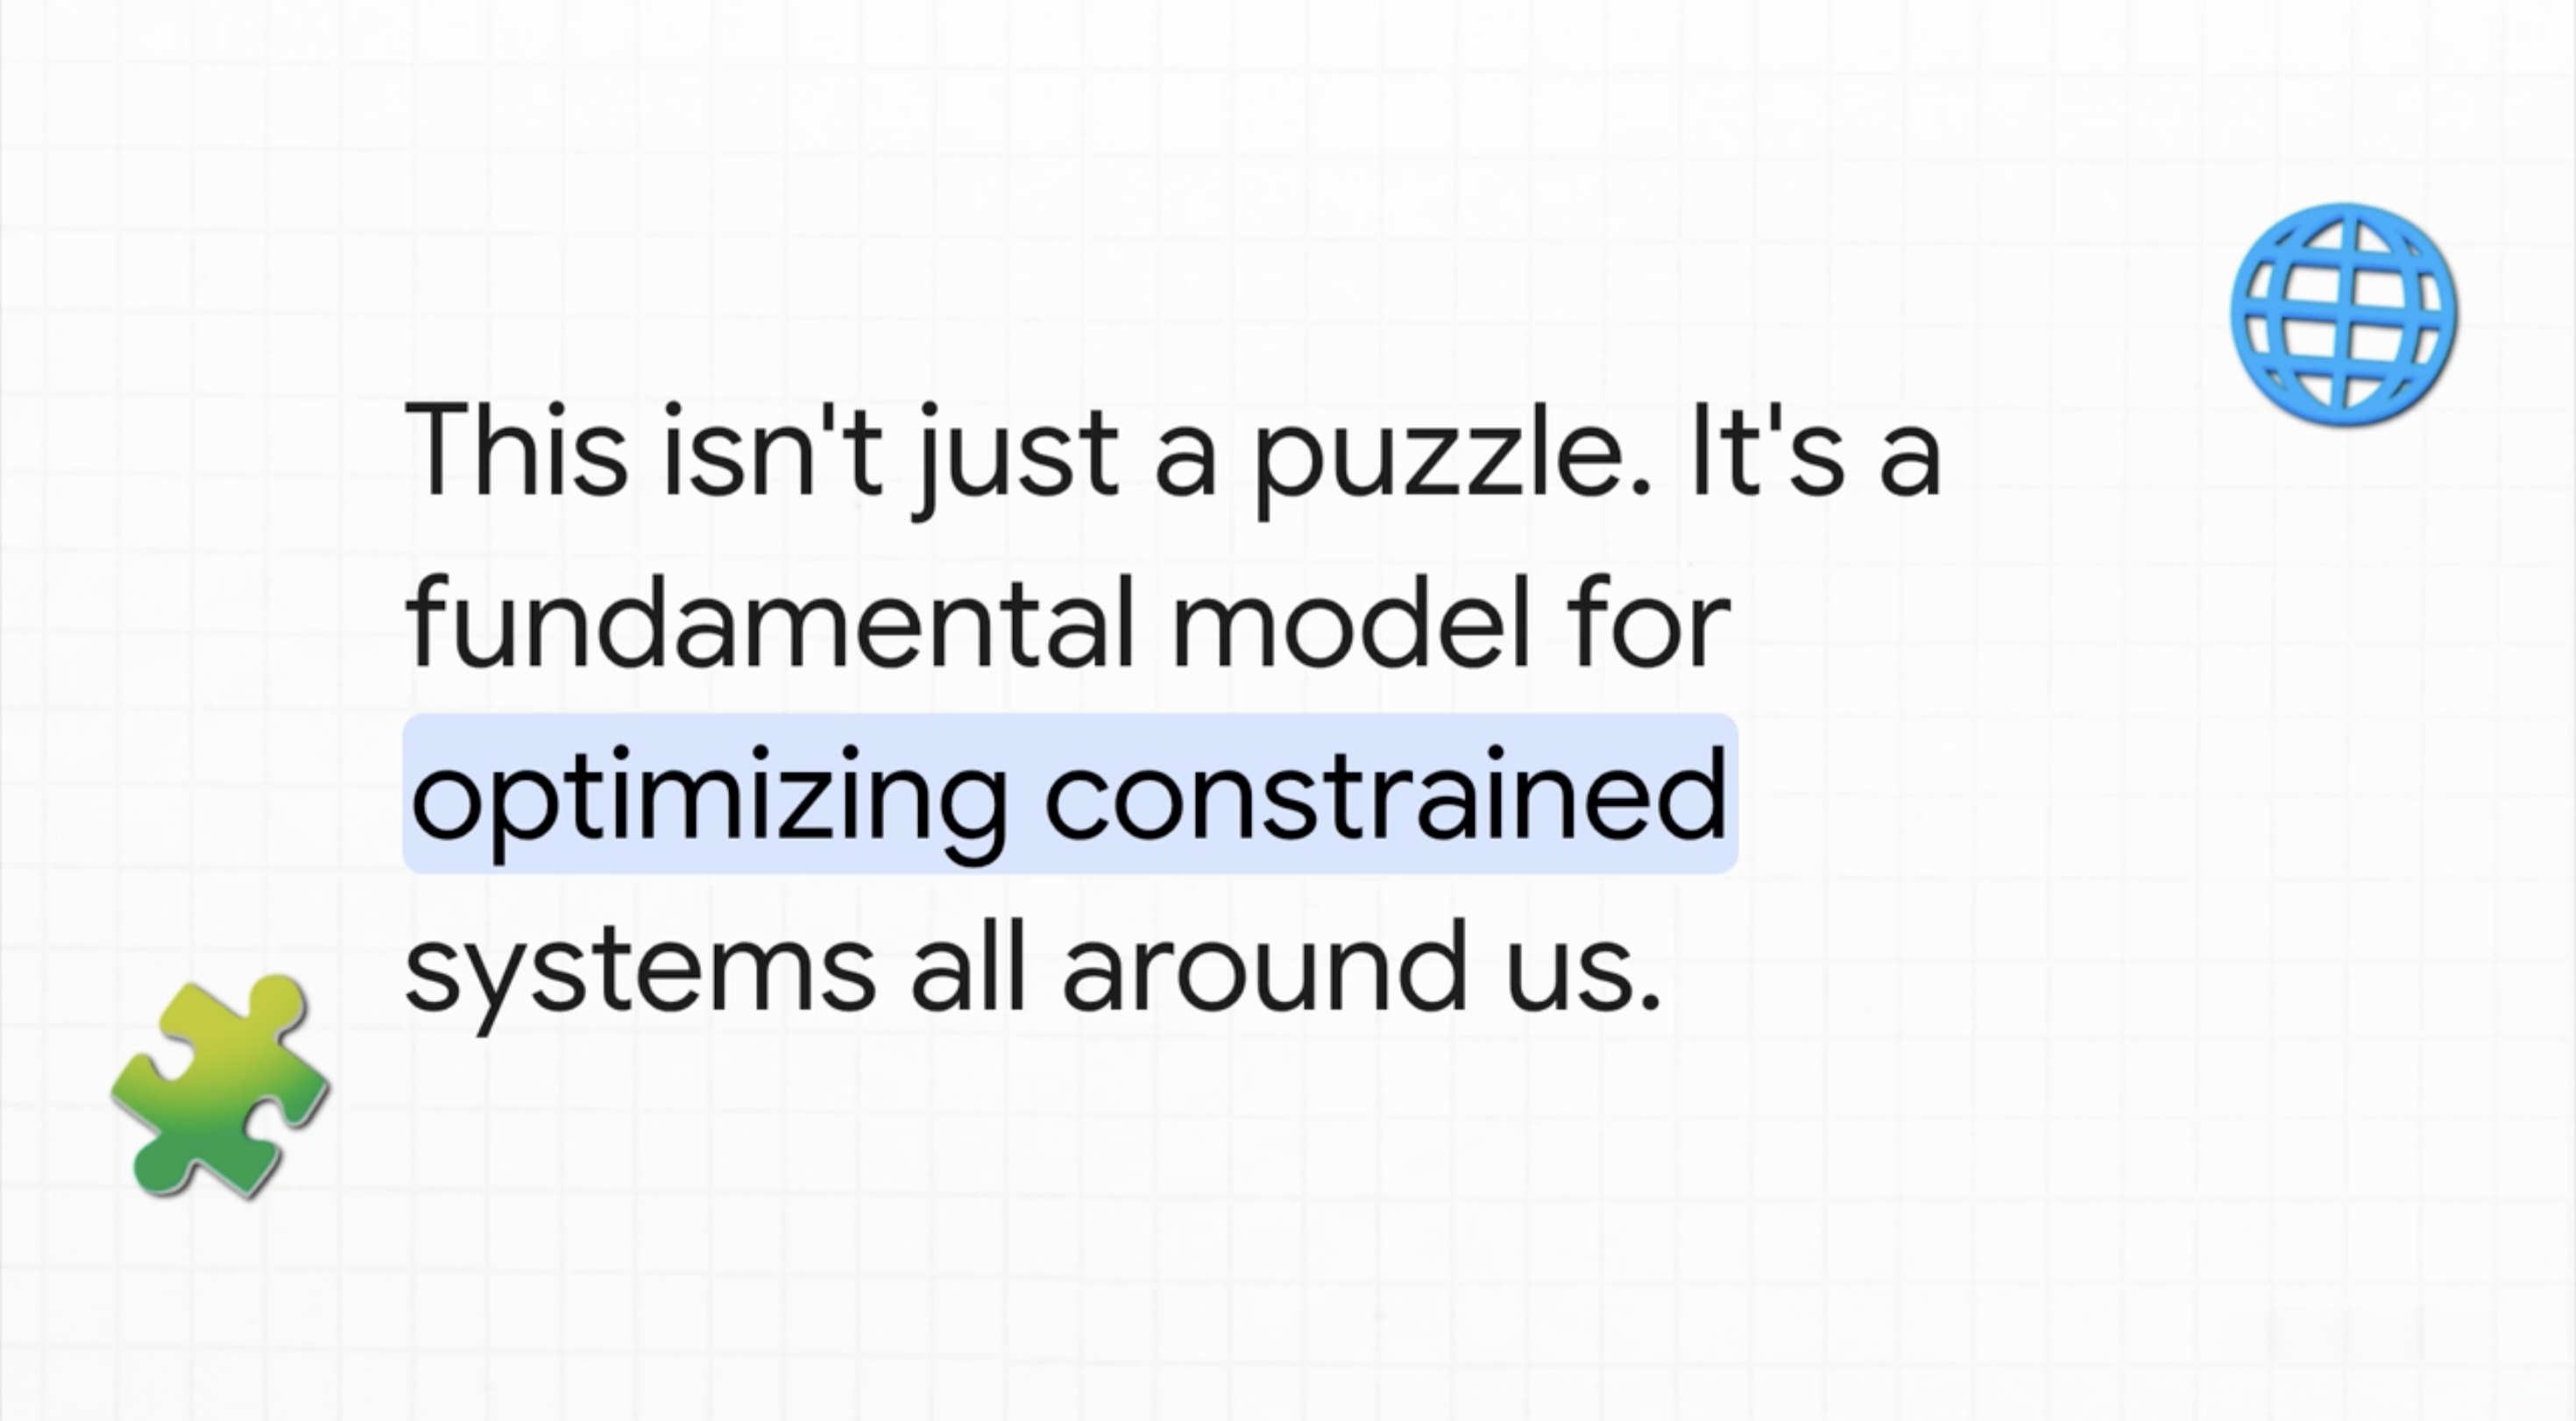 This isn't just a puzzle. It's a
fundamental model for
optimizing constrained
systems all around us.